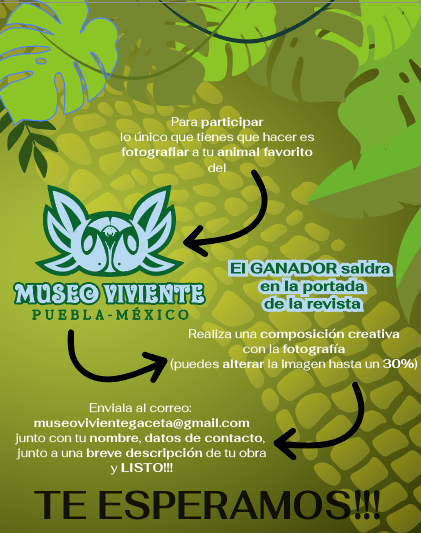 Para participar
lo único que tienes que hacer es
fotografiar a tu animal favorito
del
MUSEO VIVIENTE
PUEBLA-MÉXICO
El GANADOR saldra
en la portada
de la revista
Realiza una composición creativa
con la fotografía
(puedes alterar la imagen hasta un 30%)
Enviala al correo:
museovivientegaceta@gmail.com
junto con tu nombre, datos de contacto,
junto a una breve descripción de tu obra
y LISTO!!!
TE ESPERAMOS!!!